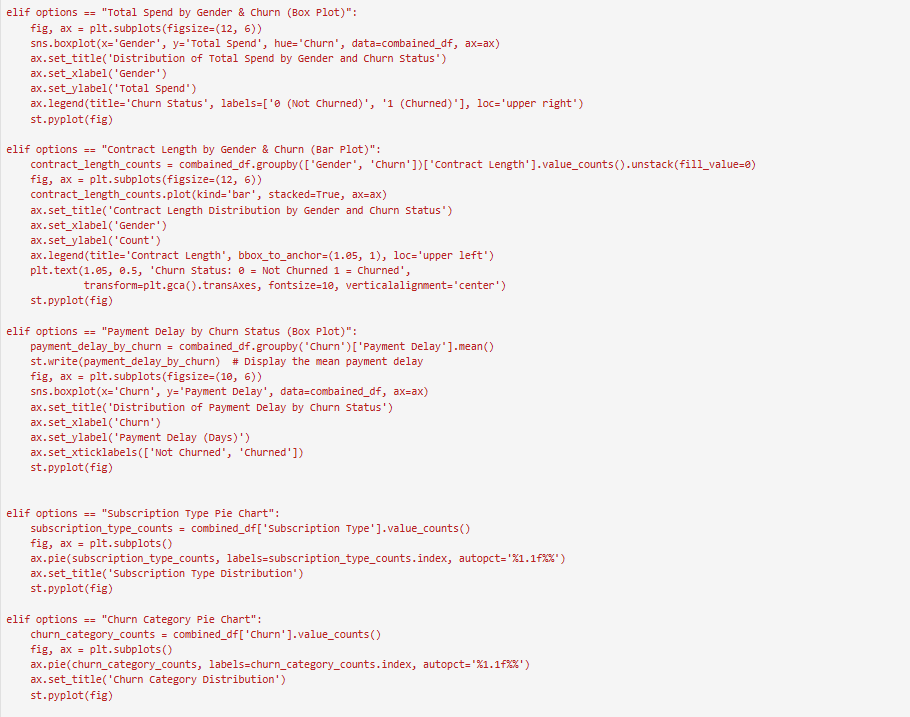 elif options == "Total Spend by Gender & Churn (Box Plot)":
    fig, ax = plt.subplots(figsize=(12, 6))
    sns.boxplot(x='Gender', y='Total Spend', hue='Churn', data=combained_df, ax=ax)
    ax.set_title('Distribution of Total Spend by Gender and Churn Status')
    ax.set_xlabel('Gender')
    ax.set_ylabel('Total Spend')
    ax.legend(title='Churn Status', labels=['0 (Not Churned)', '1 (Churned)'], loc='upper right')
    st.pyplot(fig)

elif options == "Contract Length by Gender & Churn (Bar Plot)":
    contract_length_counts = combained_df.groupby(['Gender', 'Churn'])['Contract Length'].value_counts().unstack(fill_value=0)
    fig, ax = plt.subplots(figsize=(12, 6))
    contract_length_counts.plot(kind='bar', stacked=True, ax=ax)
    ax.set_title('Contract Length Distribution by Gender and Churn Status')
    ax.set_xlabel('Gender')
    ax.set_ylabel('Count')
    ax.legend(title='Contract Length', bbox_to_anchor=(1.05, 1), loc='upper left')
    plt.text(1.05, 0.5, 'Churn Status: 0 = Not Churned 1 = Churned',
             transform=plt.gca().transAxes, fontsize=10, verticalalignment='center')
    st.pyplot(fig)

elif options == "Payment Delay by Churn Status (Box Plot)":
    payment_delay_by_churn = combained_df.groupby('Churn')['Payment Delay'].mean()
    st.write(payment_delay_by_churn)  # Display the mean payment delay
    fig, ax = plt.subplots(figsize=(10, 6))
    sns.boxplot(x='Churn', y='Payment Delay', data=combained_df, ax=ax)
    ax.set_title('Distribution of Payment Delay by Churn Status')
    ax.set_xlabel('Churn')
    ax.set_ylabel('Payment Delay (Days)')
    ax.set_xticklabels(['Not Churned', 'Churned'])
    st.pyplot(fig)

elif options == "Subscription Type Pie Chart":
    subscription_type_counts = combined_df['Subscription Type'].value_counts()
    fig, ax = plt.subplots()
    ax.pie(subscription_type_counts, labels=subscription_type_counts.index, autopct='%1.1f%%')
    ax.set_title('Subscription Type Distribution')
    st.pyplot(fig)

elif options == "Churn Category Pie Chart":
    churn_category_counts = combined_df['Churn'].value_counts()
    fig, ax = plt.subplots()
    ax.pie(churn_category_counts, labels=churn_category_counts.index, autopct='%1.1f%%')
    ax.set_title('Churn Category Distribution')
    st.pyplot(fig)